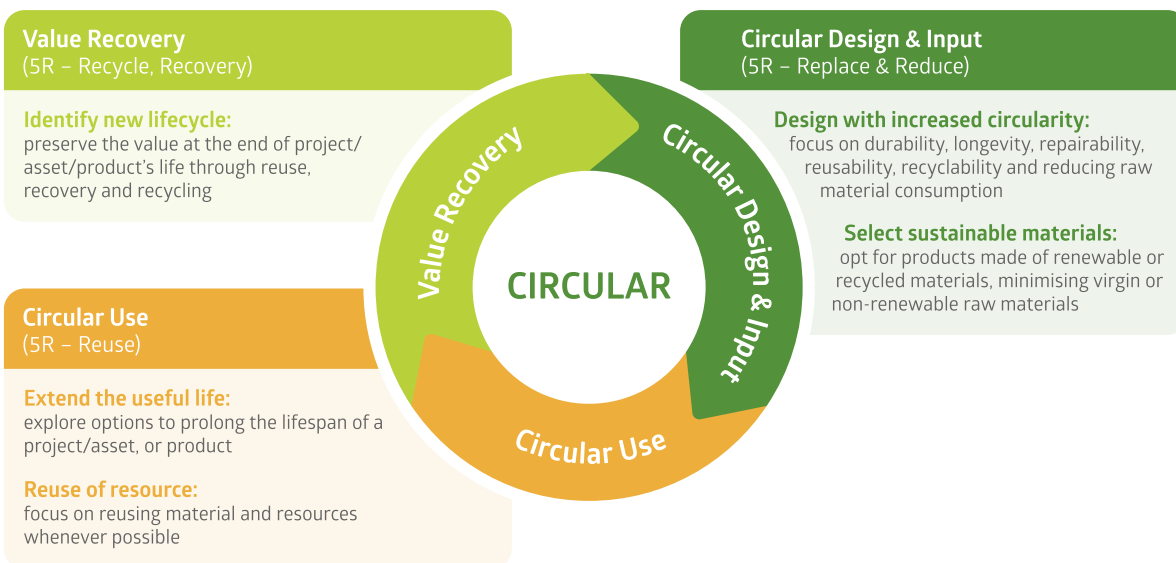 Value Recovery
(5R – Recycle, Recovery)
Identify new lifecycle:
preserve the value at the end of project/
asset/product's life through reuse,
recovery and recycling
Circular Design & Input
(5R – Replace & Reduce)
Design with increased circularity:
focus on durability, longevity, repairability,
reusability, recyclability and reducing raw
material consumption
Select sustainable materials:
opt for products made of renewable or
recycled materials, minimising virgin or
non-renewable raw materials
Circular Use
(5R – Reuse)
Extend the useful life:
explore options to prolong the lifespan of a
project/asset, or product
Reuse of resource:
focus on reusing material and resources
whenever possible
Value Recovery
Circular Design & Input
Circular Use
CIRCULAR